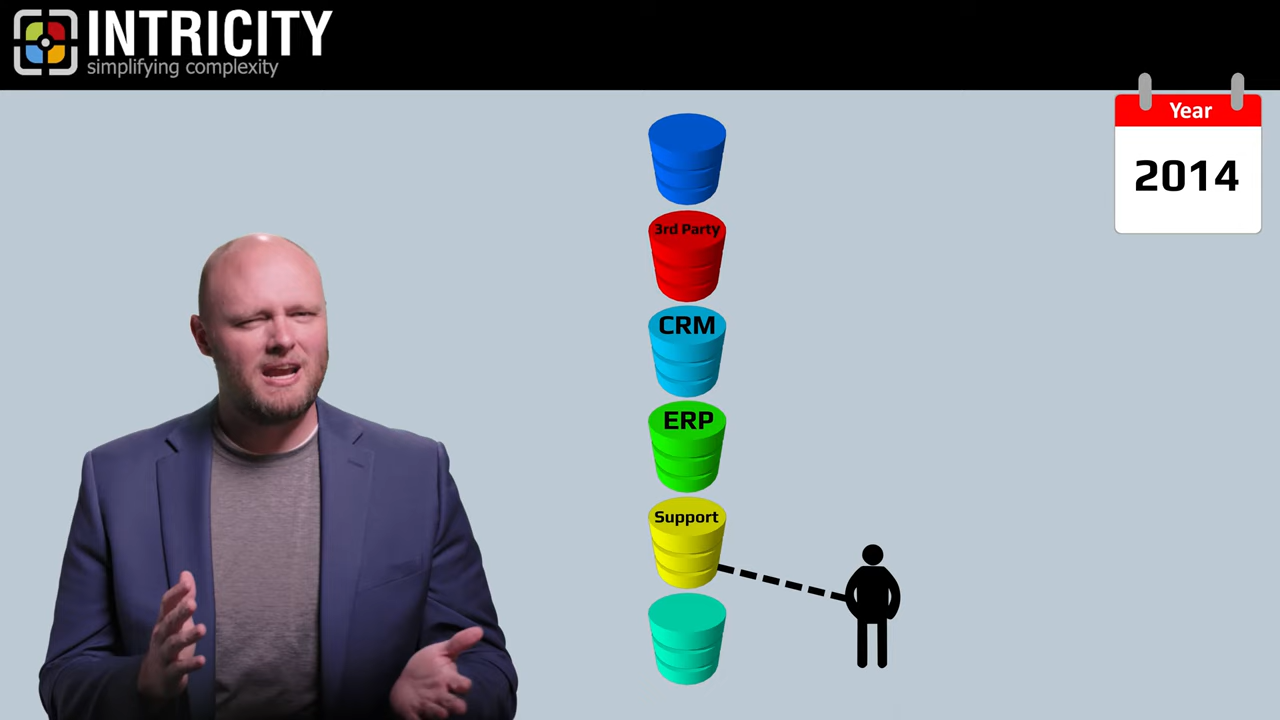 INTRICITY
simplifying complexity
Year
2014
3rd Party
CRM
ERP
Support